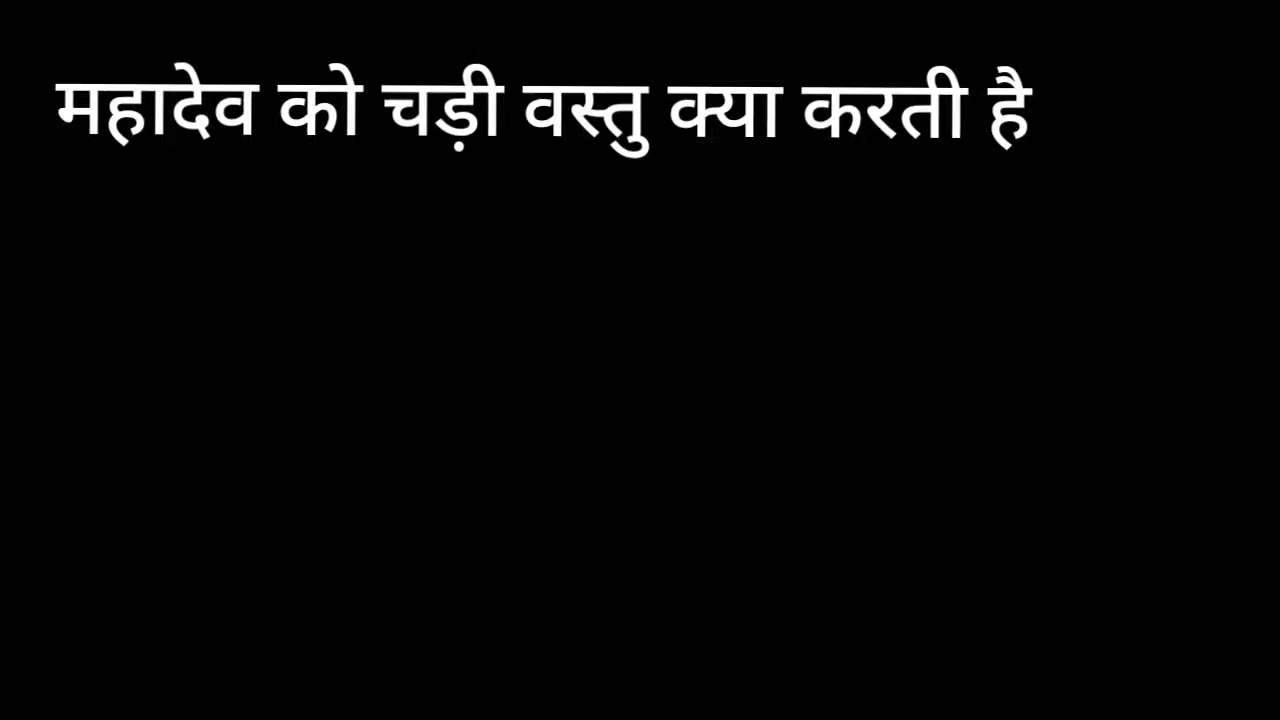 महादेव को चड़ी वस्तु क्या करती है